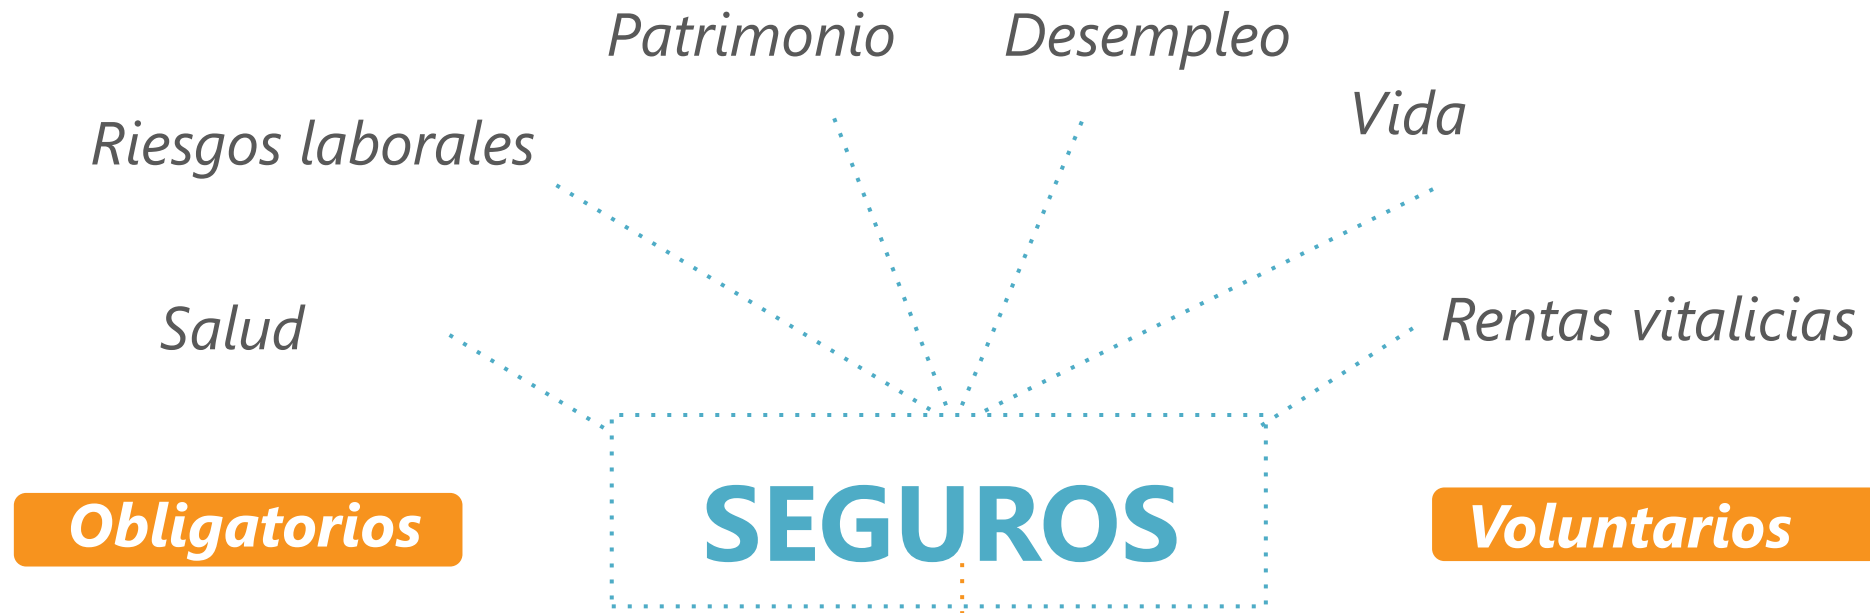 Patrimonio
Desempleo
Vida
Riesgos laborales
Salud
Rentas vitalicias
Obligatorios
SEGUROS
Voluntarios